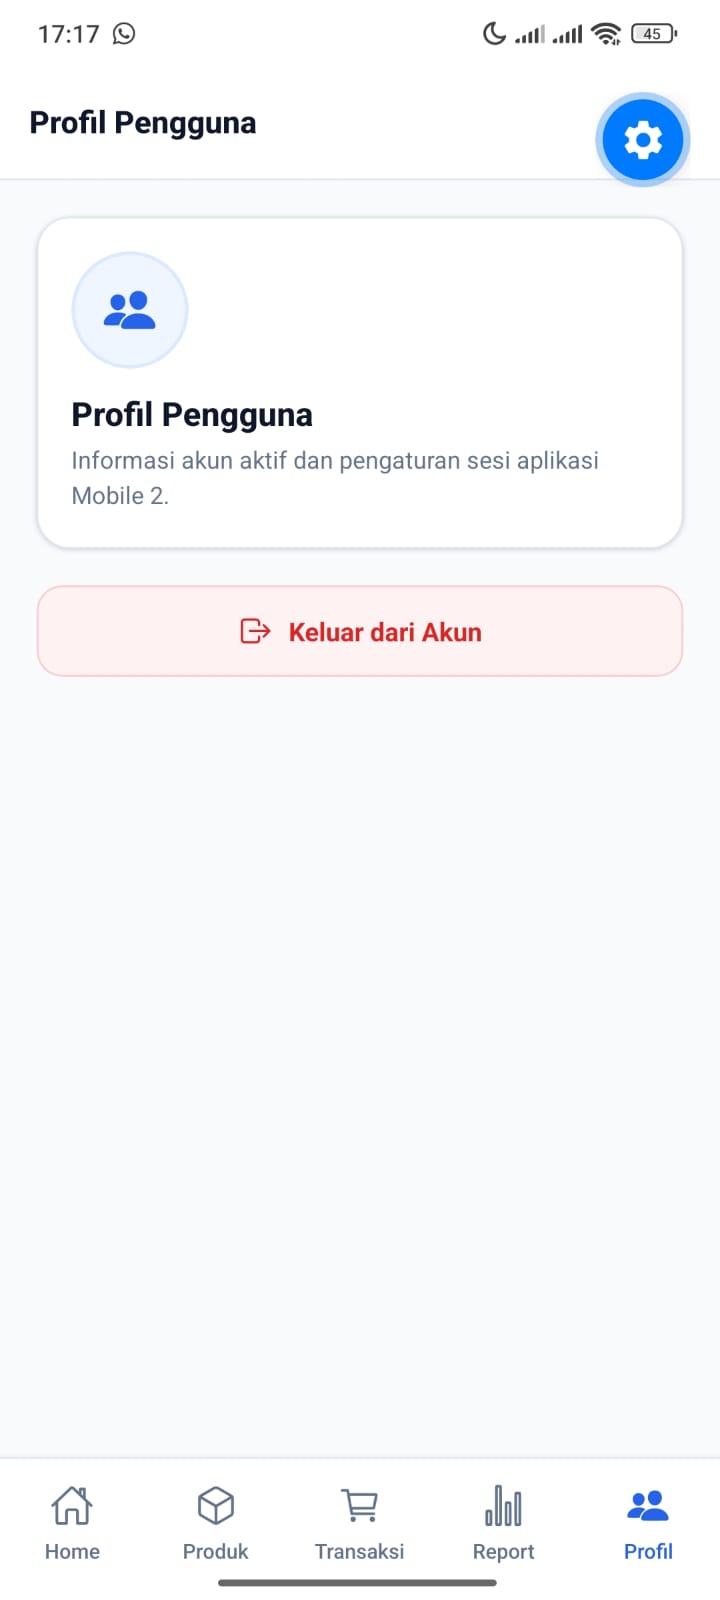 17:17
45
Profil Pengguna
Profil Pengguna
Informasi akun aktif dan pengaturan sesi aplikasi
Mobile 2.
Keluar dari Akun
Home
Produk
Transaksi
Report
Profil